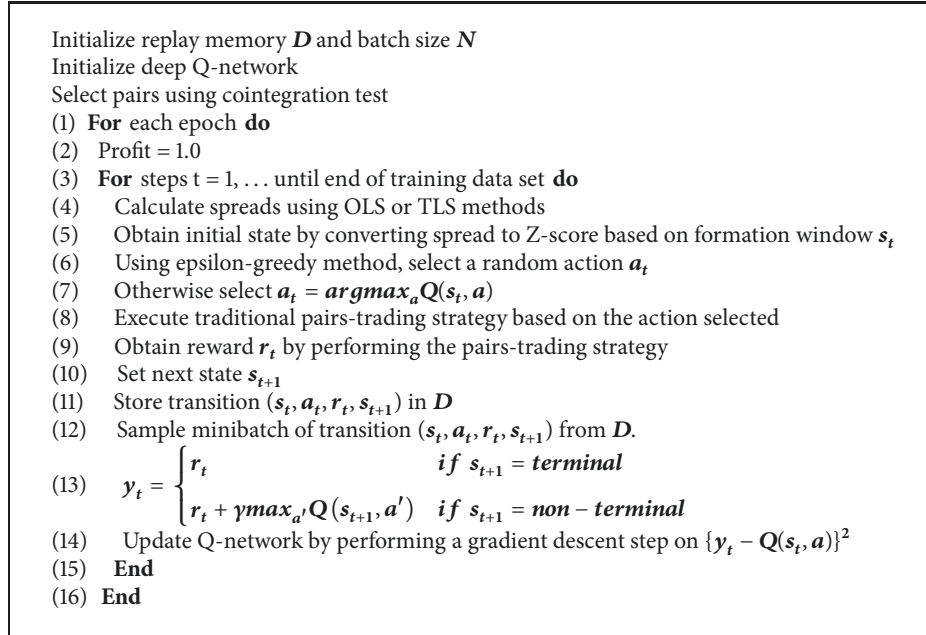 Initialize replay memory D and batch size N
Initialize deep Q-network
Select pairs using cointegration test
(1) For each epoch do
(2) Profit = 1.0
(3) For steps t = 1, … until end of training data set do
(4) Calculate spreads using OLS or TLS methods
(5) Obtain initial state by converting spread to Z-score based on formation window s_t
(6) Using epsilon-greedy method, select a random action a_t
(7) Otherwise select a_t = argmax_a Q(s_t, a)
(8) Execute traditional pairs-trading strategy based on the action selected
(9) Obtain reward r_t by performing the pairs-trading strategy
(10) Set next state s_{t+1}
(11) Store transition (s_t, a_t, r_t, s_{t+1}) in D
(12) Sample minibatch of transition (s_t, a_t, r_t, s_{t+1}) from D.
(13) y_t = { r_t if s_{t+1} = terminal
r_t + γmax_{a'} Q(s_{t+1}, a') if s_{t+1} = non − terminal
(14) Update Q-network by performing a gradient descent step on {y_t − Q(s_t, a)}^2
(15) End
(16) End